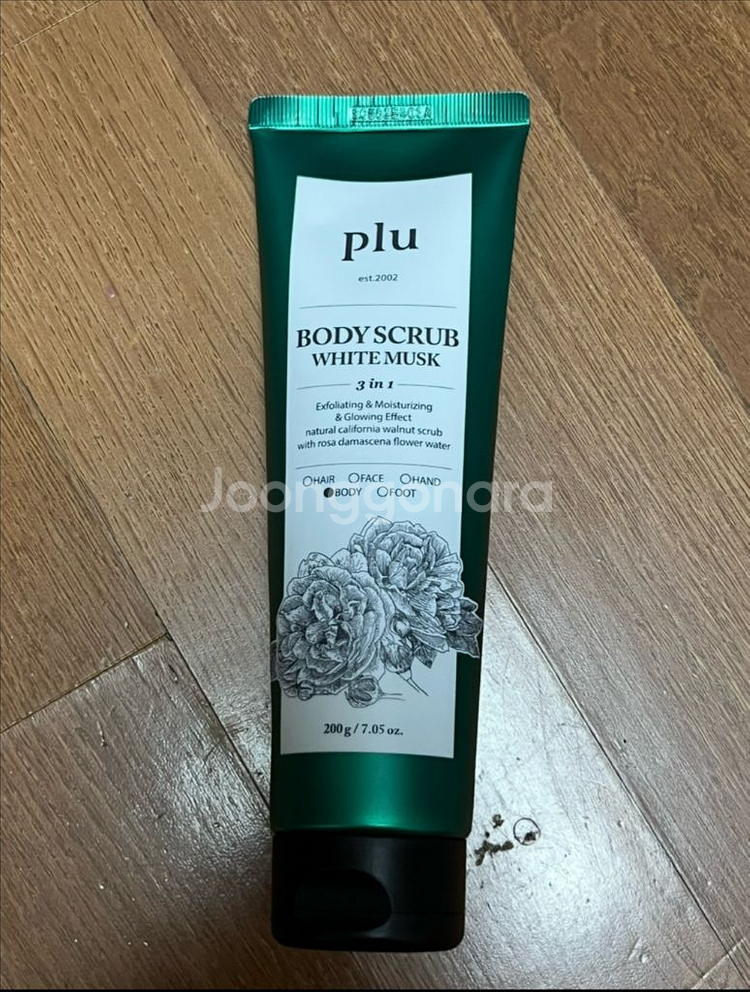 plu
est.2002
BODY SCRUB
WHITE MUSK
3 in 1
Exfoliating & Moisturizing
& Glowing Effect
natural california walnut scrub
with rosa damascena flower water
HAIR FACE HAND
BODY FOOT
Joonggonara
200g / 7.05 oz.